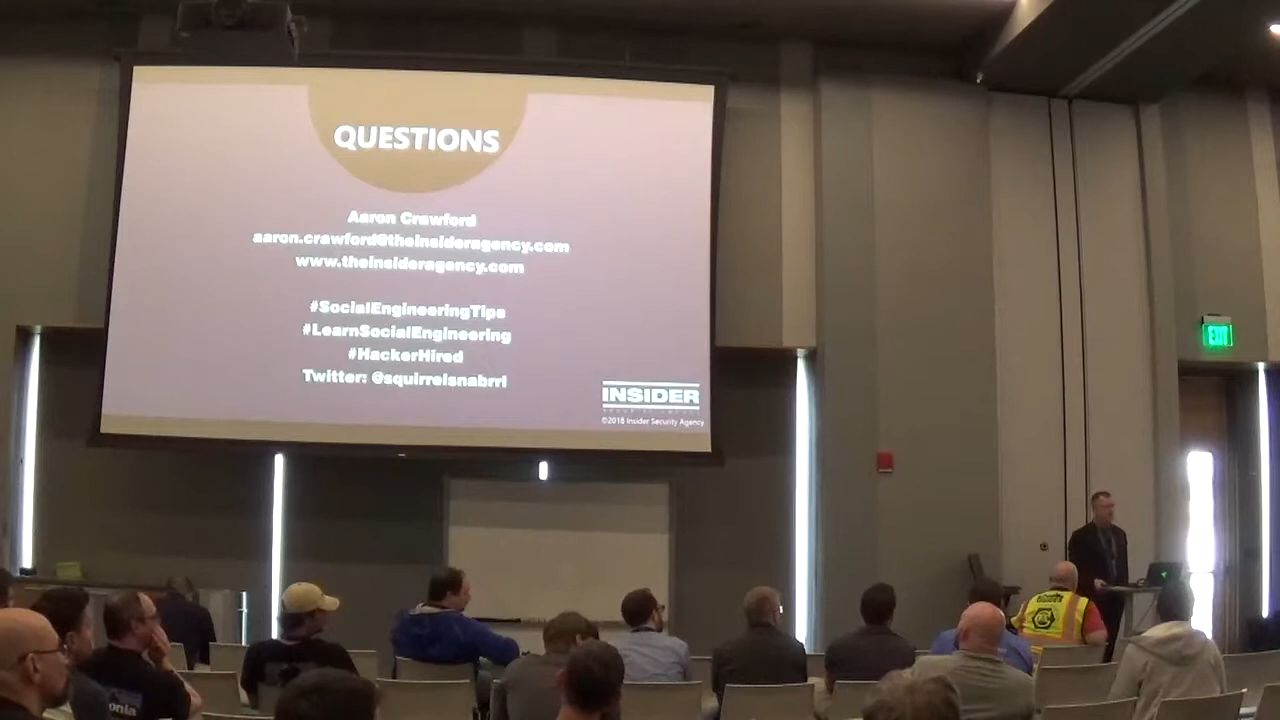 QUESTIONS
Aaron Crawford
aaron.crawford@theinsideragency.com
www.theinsideragency.com
#SocialEngineeringTips
#LearnSocialEngineering
#HackerHired
Twitter: @squirrelsnabrrl
INSIDER
©2018 Insider Security Agency
EXIT